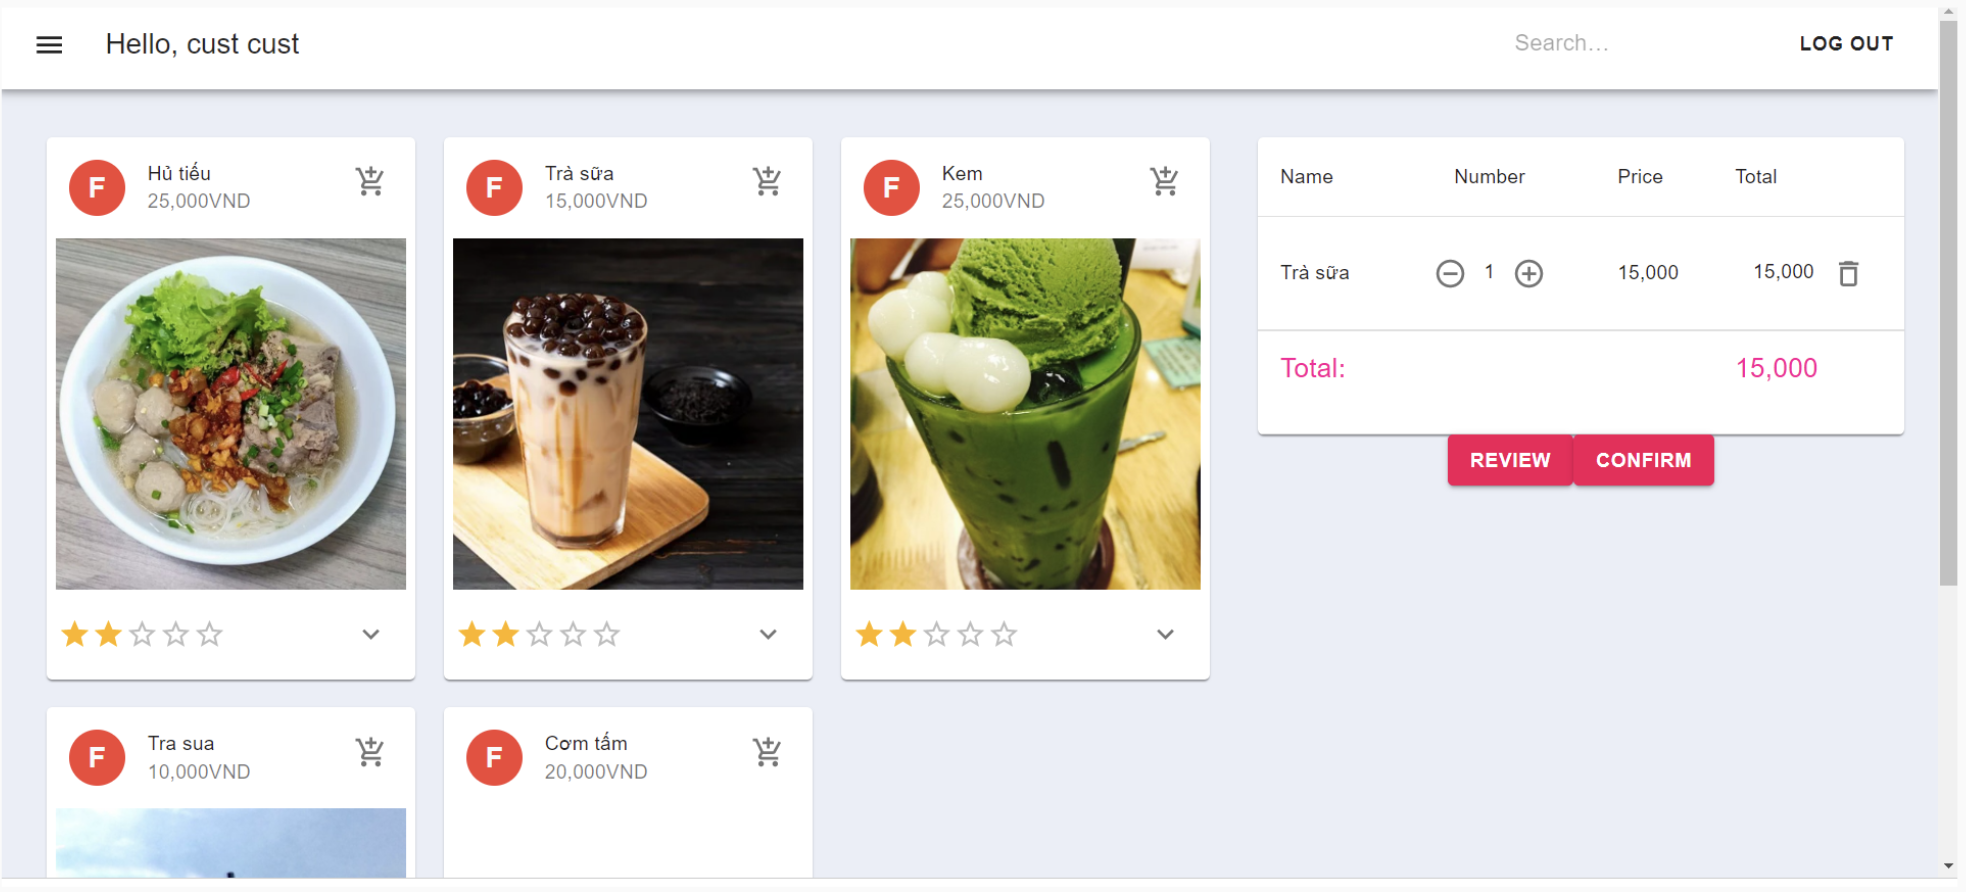 Hello, cust cust
Search...
LOG OUT
F
Hủ tiếu
25,000VND
F
Trà sữa
15,000VND
F
Kem
25,000VND
Name Number Price Total
Trà sữa 1 15,000 15,000
Total: 15,000
REVIEW CONFIRM
F
Tra sua
10,000VND
F
Cơm tấm
20,000VND